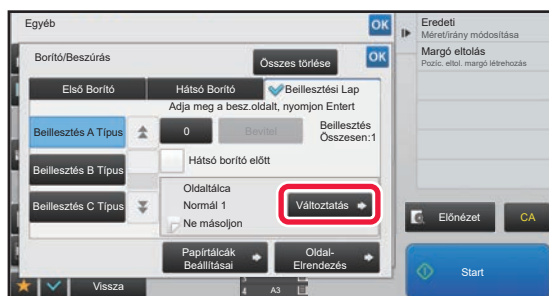 Egyéb
OK
Borító/Beszúrás
Összes törlése
OK
Első Borító
Hátsó Borító
Beillesztési Lap
Adja meg a besz.oldalt, nyomjon Entert
Beillesztés A Típus
0
Bevitel
Beillesztés
Összesen:1
Beillesztés B Típus
Hátsó borító előtt
Beillesztés C Típus
Oldaltálca
Normál 1
Ne másoljon
Változtatás
Papírtálcák
Beállításai
Oldal-
Elrendezés
Vissza
3
4
A3
Eredeti
Méret/irány módosítása
Margó eltolás
Pozíc. eltol. margó létrehozás
Előnézet
CA
Start